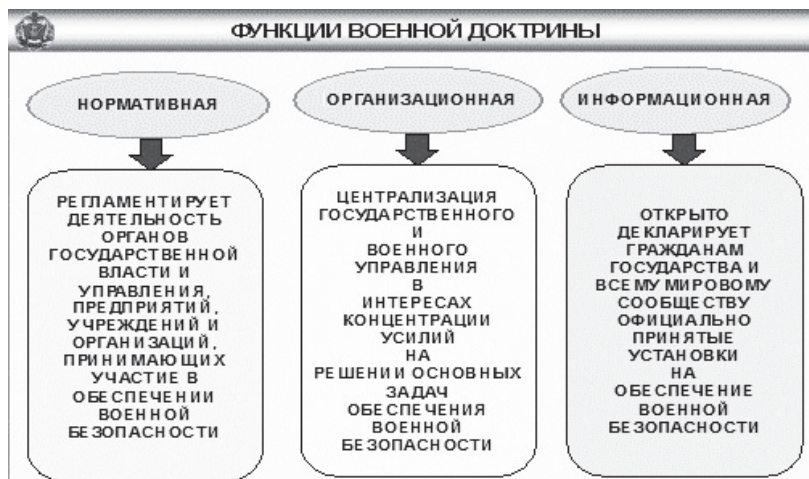 ФУНКЦИИ ВОЕННОЙ ДОКТРИНЫ
НОРМАТИВНАЯ
РЕГЛАМЕНТИРУЕТ
ДЕЯТЕЛЬНОСТЬ
ОРГАНОВ
ГОСУДАРСТВЕННОЙ
ВЛАСТИ И
УПРАВЛЕНИЯ,
ПРЕДПРИЯТИЙ,
УЧРЕЖДЕНИЙ И
ОРГАНИЗАЦИЙ,
ПРИНИМАЮЩИХ
УЧАСТИЕ В
ОБЕСПЕЧЕНИИ
ВОЕННОЙ
БЕЗОПАСНОСТИ
ОРГАНИЗАЦИОННАЯ
ЦЕНТРАЛИЗАЦИЯ
ГОСУДАРСТВЕННОГО
И
ВОЕННОГО
УПРАВЛЕНИЯ
В
ИНТЕРЕСАХ
КОНЦЕНТРАЦИИ
УСИЛИЙ
НА
РЕШЕНИИ ОСНОВНЫХ
ЗАДАЧ
ОБЕСПЕЧЕНИЯ
ВОЕННОЙ
БЕЗОПАСНОСТИ
ИНФОРМАЦИОННАЯ
ОТКРЫТО
ДЕКЛАРИРУЕТ
ГРАЖДАНАМ
ГОСУДАРСТВА И
ВСЕМУ МИРОВОМУ
СООБЩЕСТВУ
ОФИЦИАЛЬНО
ПРИНЯТЫЕ
УСТАНОВКИ
НА
ОБЕСПЕЧЕНИЕ
ВОЕННОЙ
БЕЗОПАСНОСТИ